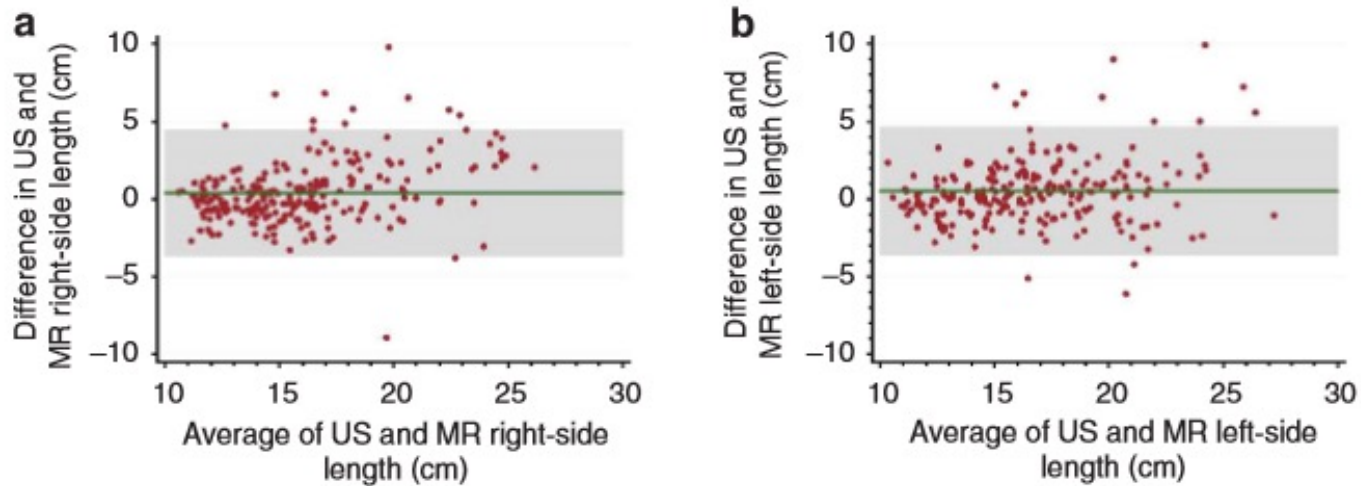 a
Difference in US and
MR right-side length (cm)
10
5
0
–5
–10
10
15
20
25
30
Average of US and MR right-side
length (cm)
b
Difference in US and
MR left-side length (cm)
10
5
0
–5
–10
10
15
20
25
30
Average of US and MR left-side
length (cm)